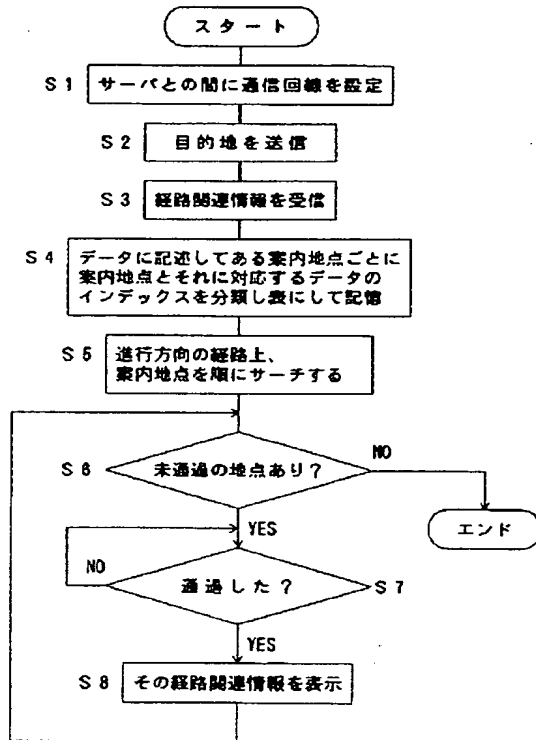 スタート
S1 サーバとの間に通信回線を設定
S2 目的地を送信
S3 経路関連情報を受信
S4 データに記述してある案内地点ごとに
案内地点とそれに対応するデータの
インデックスを分類し表にして記憶
S5 進行方向の経路上、
案内地点を順にサーチする
S6 未通過の地点あり?
NO
エンド
YES
NO
通過した?
S7
YES
S8 その経路関連情報を表示